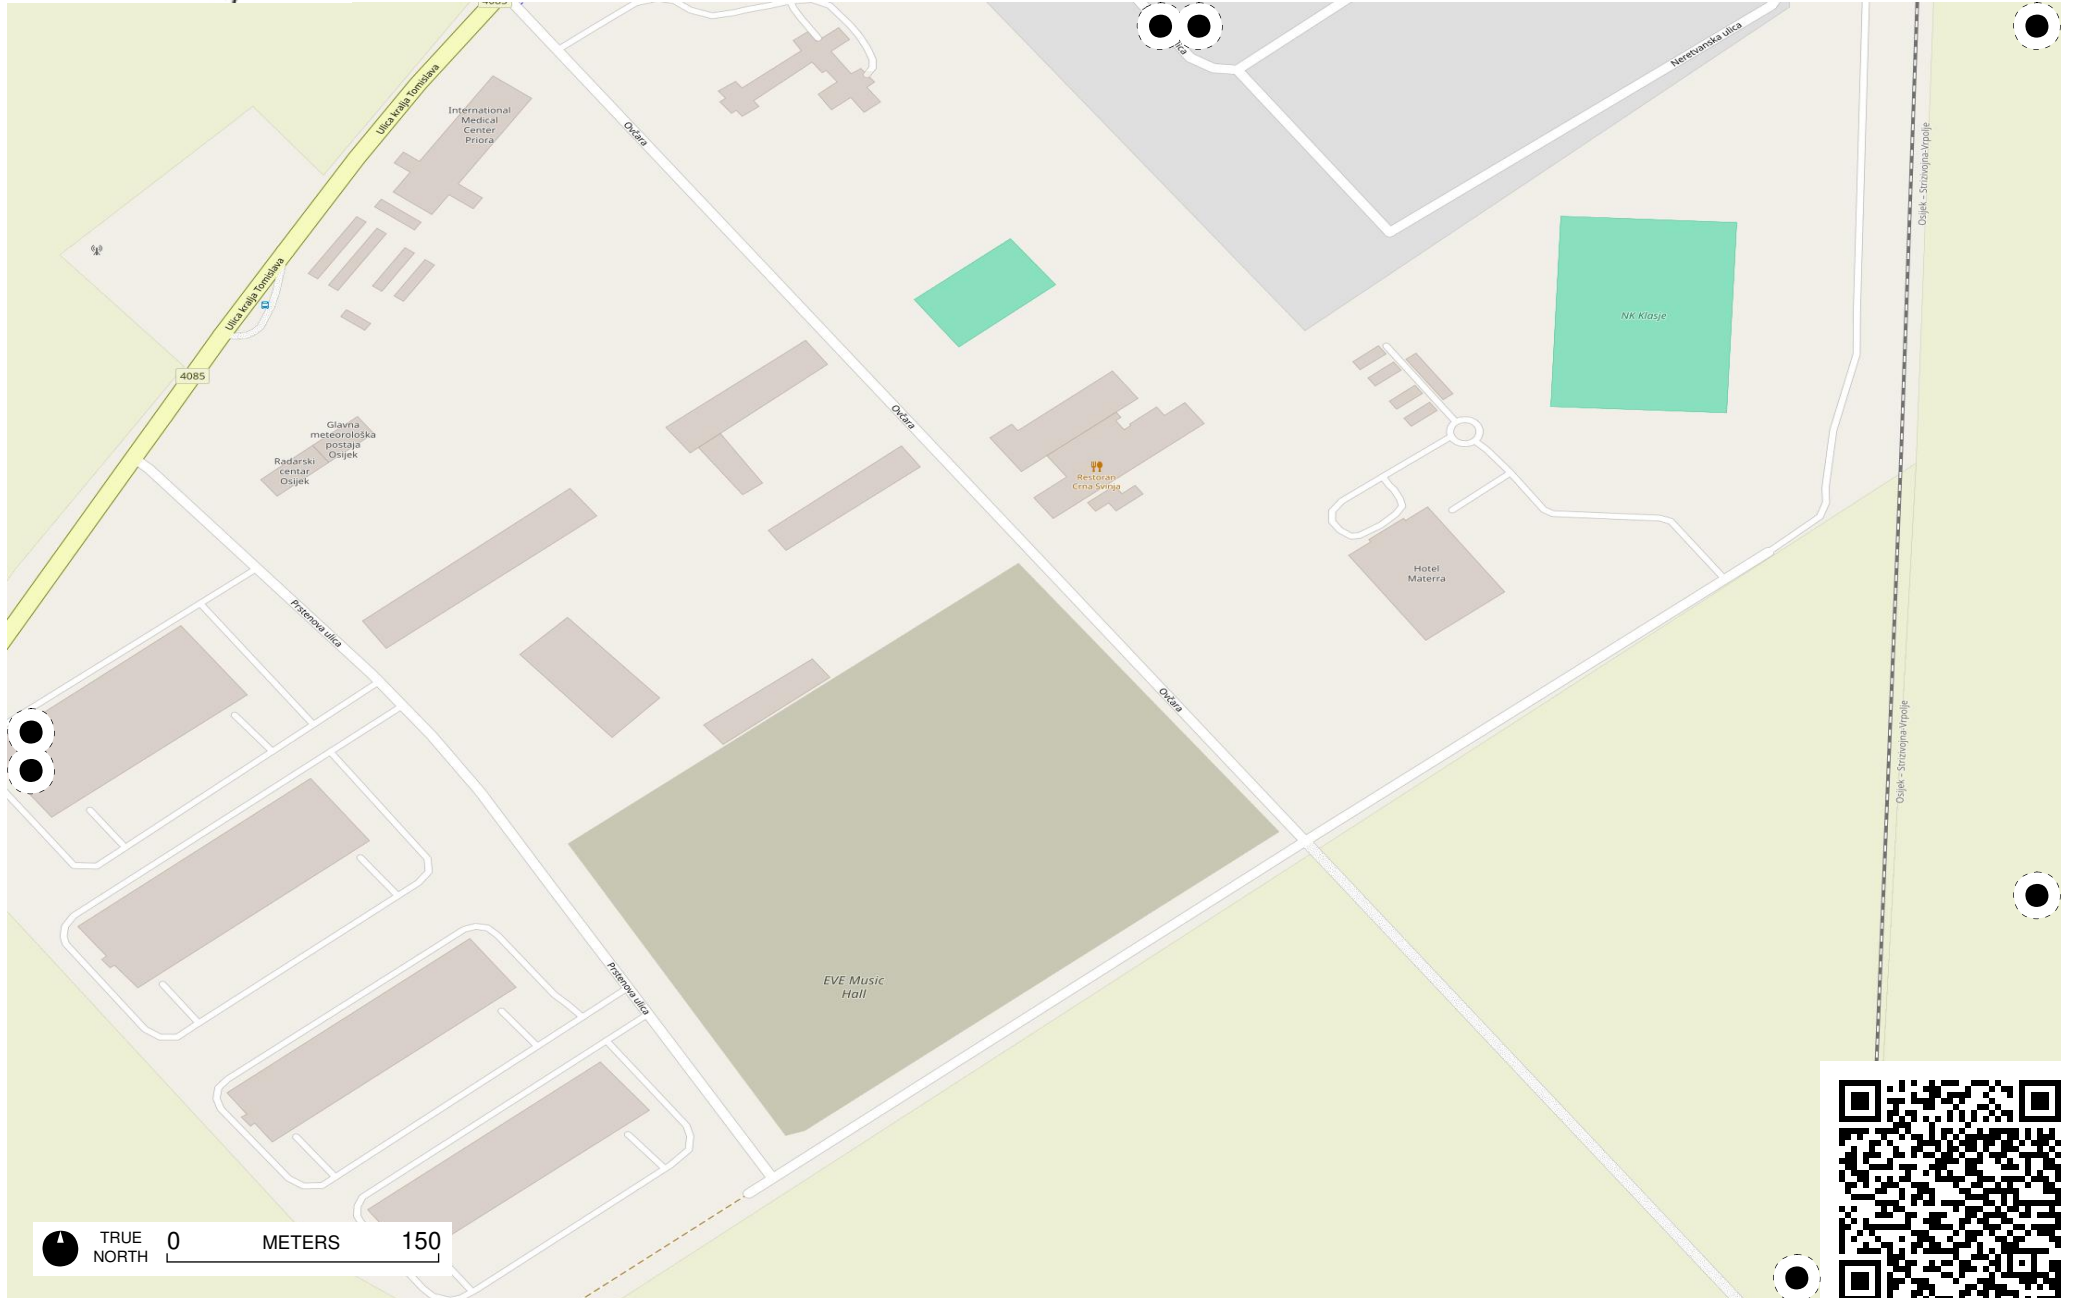 4085
Neretvanska ulica
Ulica kralja Tomislava
International
Medical
Center
Priora
Ovčara
Osijek - Strizivojna-Vrpolje
Ulica kralja Tomislava
NK Klasje
4085
Ovčara
Glavna
meteorološka
postaja
Osijek
Radarski
centar
Osijek
Restoran
Crna Svinja
Hotel
Materra
Prstenova ulica
Ovčara
Osijek - Strizivojna-Vrpolje
EVE Music
Hall
Prstenova ulica
TRUE
NORTH
0 METERS 150